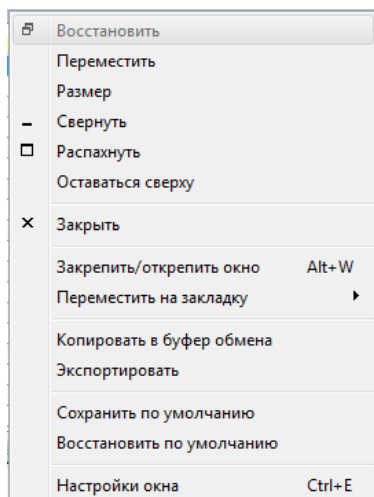 Восстановить
Переместить
Размер
Свернуть
Распахнуть
Оставаться сверху
Закрыть
Закрепить/открепить окно Alt+W
Переместить на закладку
Копировать в буфер обмена
Экспортировать
Сохранить по умолчанию
Восстановить по умолчанию
Настройки окна Ctrl+E